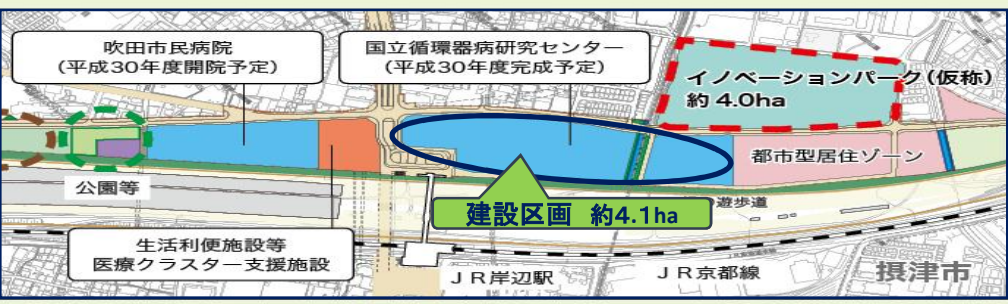 吹田市民病院
(平成30年度開院予定)
国立循環器病研究センター
(平成30年度完成予定)
イノベーションパーク(仮称)
約 4.0ha
都市型居住ゾーン
公園等
建設区画 約4.1ha
遊歩道
生活利便施設等
医療クラスター支援施設
JR岸辺駅
JR京都線
摂津市